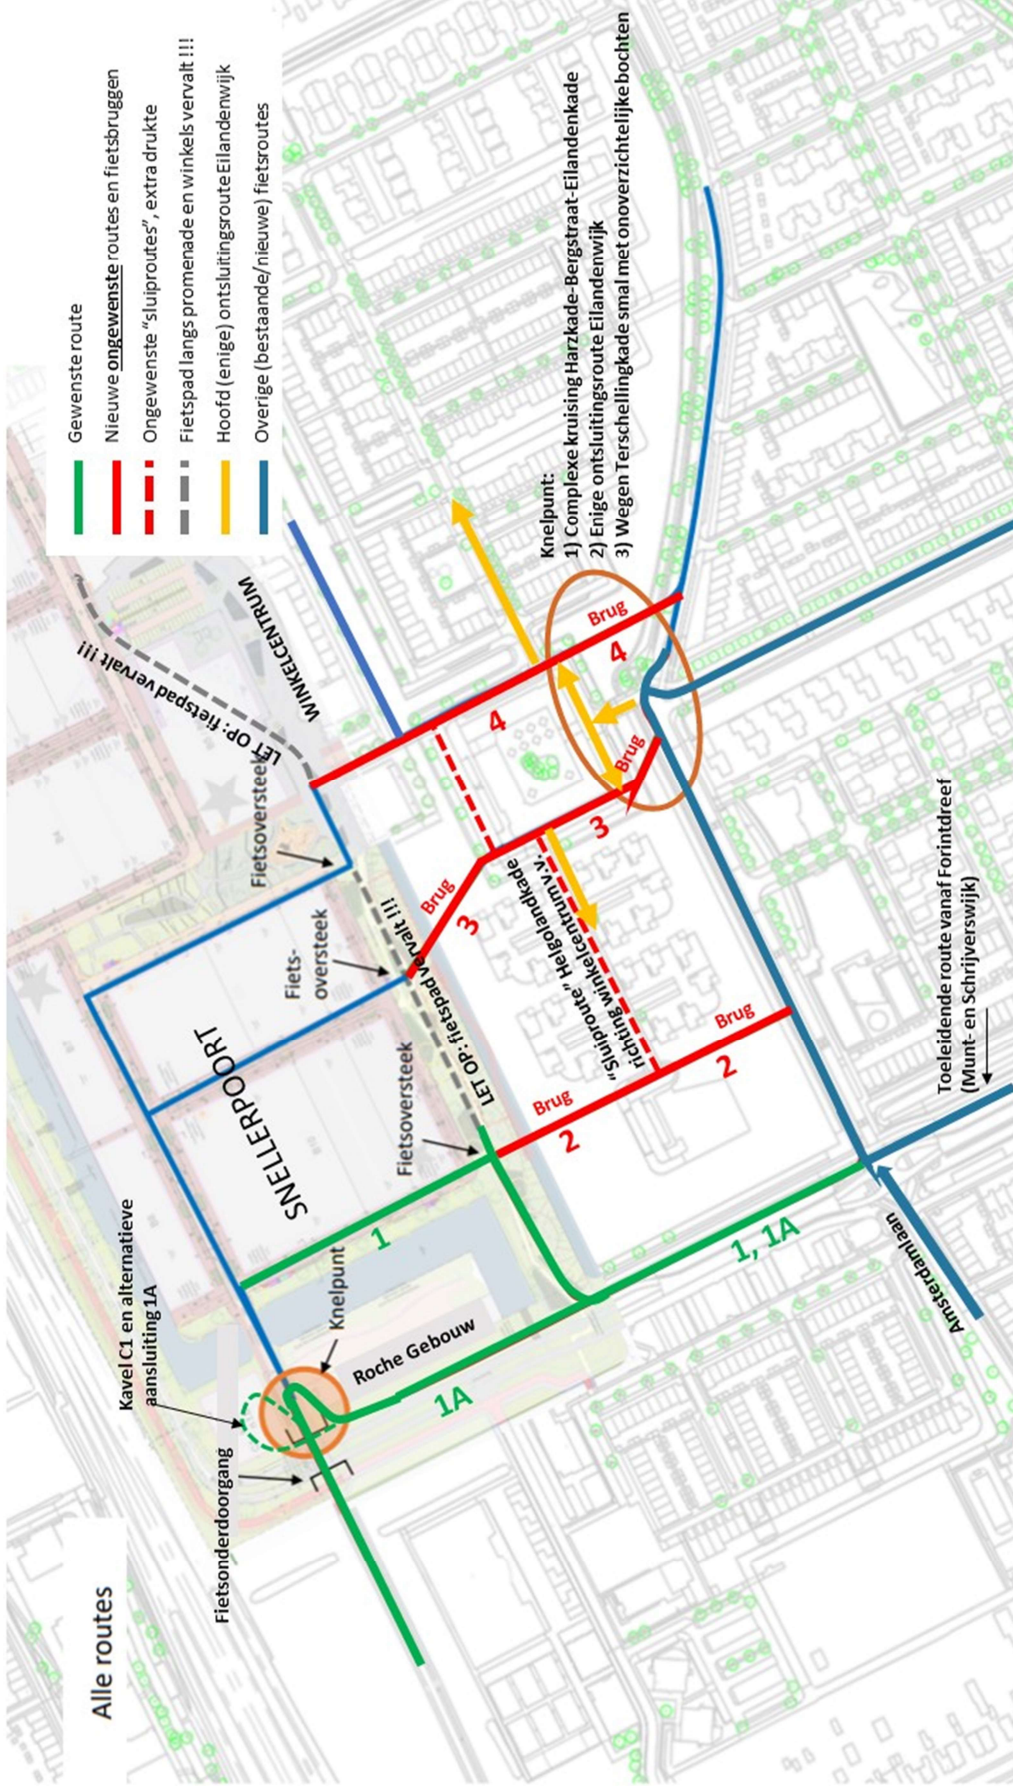 Alle routes
Gewenste route
Nieuwe ongewenste routes en fietsbruggen
Ongewenste "sluiproutes", extra drukte
Fietspad langs promenade en winkels vervalt !!!
Hoofd (enige) ontsluitingsroute Eilandenwijk
Overige (bestaande/nieuwe) fietsroutes
Kavel C1 en alternatieve
aansluiting 1A
Fietsonderdoorgang
Knelpunt
SNELLERPOORT
Fiets-
oversteek
Fietsoversteek
Fietsoversteek
LET OP: fietspad vervalt !!!
WINKELCENTRUM
LET OP: fietspad vervalt !!!
Roche Gebouw
1
1A
1, 1A
Brug
2
Brug
2
Brug
3
3
Brug
4
Brug
4
"Sluiproute" Helgolandkade
richting winkelcentrum v.v.
Knelpunt:
1) Complexe kruising Harzkade-Bergstraat-Eilandenkade
2) Enige ontsluitingsroute Eilandenwijk
3) Wegen Terschellingkade smal met onoverzichtelijke bochten
Amsterdamlaan
Toeleidende route vanaf Forintdreef
(Munt- en Schrijverswijk)